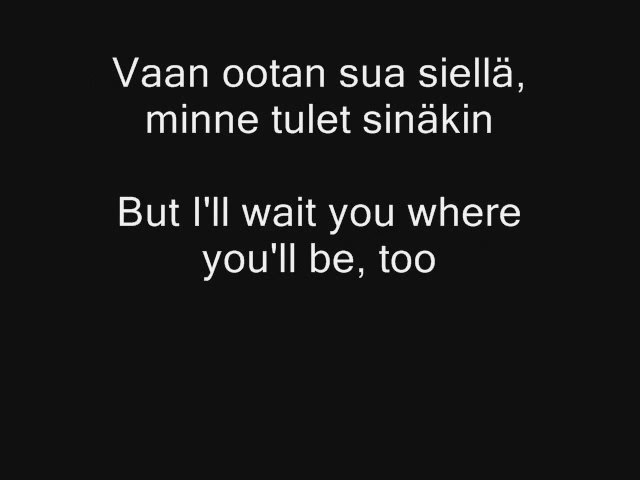 Vaan ootan sua siellä,
minne tulet sinäkin
But I'll wait you where
you'll be, too